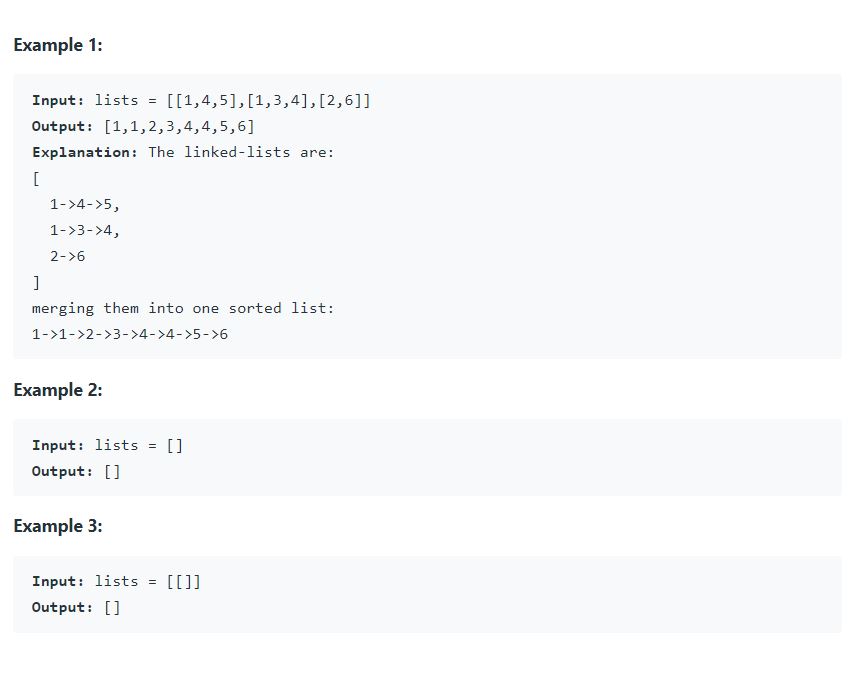 Example 1:
Input: lists = [[1,4,5],[1,3,4],[2,6]]
Output: [1,1,2,3,4,4,5,6]
Explanation: The linked-lists are:
[
  1->4->5,
  1->3->4,
  2->6
]
merging them into one sorted list:
1->1->2->3->4->4->5->6
Example 2:
Input: lists = []
Output: []
Example 3:
Input: lists = [[]]
Output: []